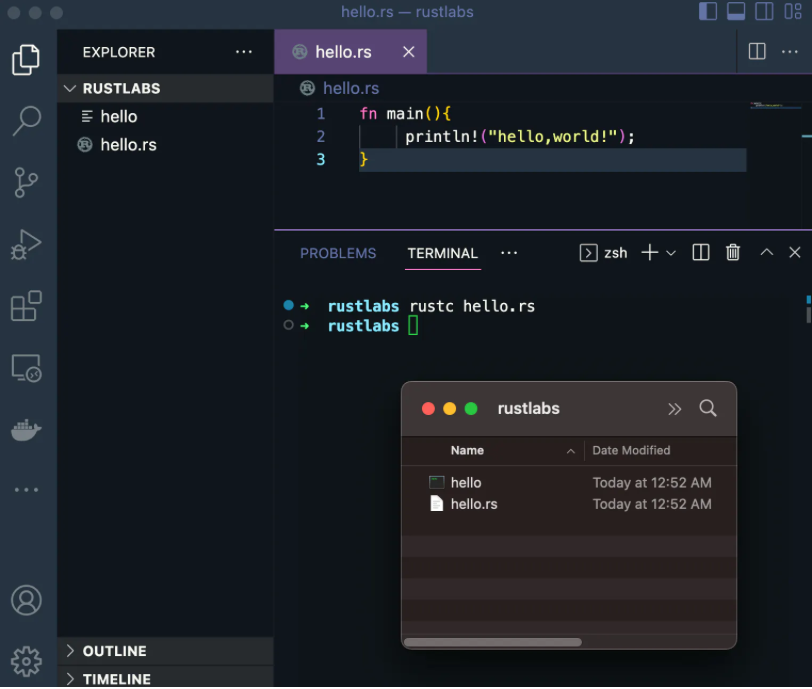 hello.rs — rustlabs
EXPLORER
hello.rs
RUSTLABS
hello
hello.rs
hello.rs
1 fn main(){
2 println!("hello,world!");
3 }
PROBLEMS TERMINAL zsh
rustlabs rustc hello.rs
rustlabs
rustlabs
Name Date Modified
hello Today at 12:52 AM
hello.rs Today at 12:52 AM
OUTLINE
TIMELINE